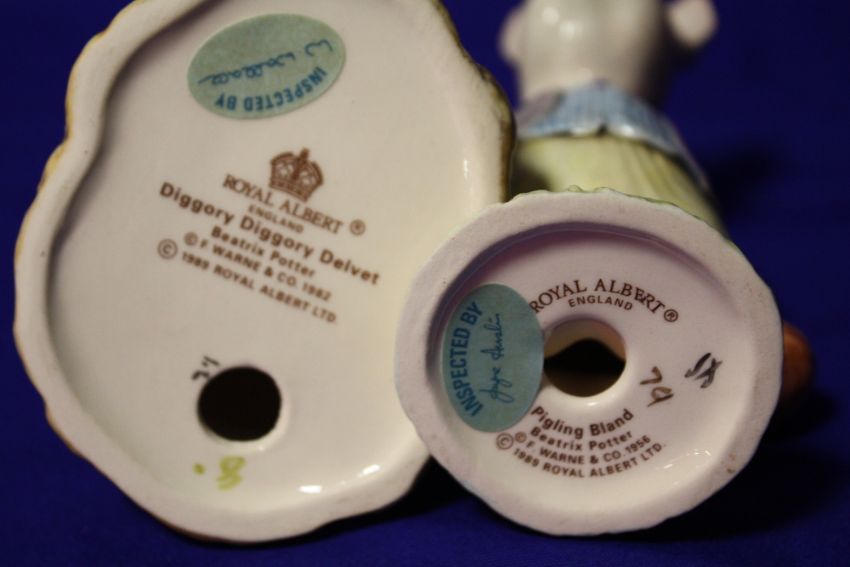 W Wallace
INSPECTED BY
ROYAL ALBERT ®
ENGLAND
Diggory Diggory Delvet
Beatrix Potter
© F. WARNE & CO. 1982
© 1989 ROYAL ALBERT LTD.
ROYAL ALBERT ®
ENGLAND
INSPECTED BY
Pigling Bland
Beatrix Potter
© F. WARNE & CO. 1956
© 1989 ROYAL ALBERT LTD.